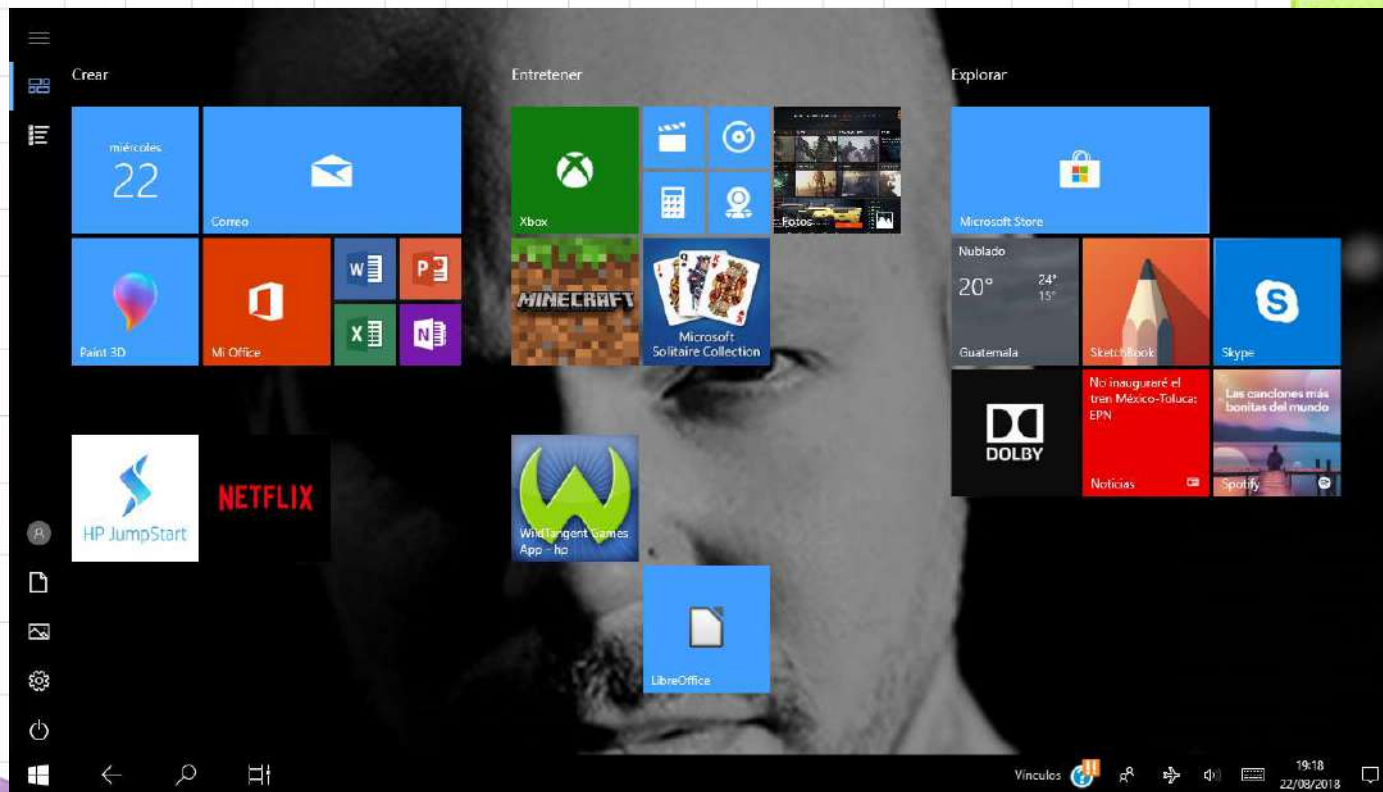 Crear
Entretener
Explorar
miércoles
22
Correo
Paint 3D
Mi Office
W
P
X
N
HP JumpStart
NETFLIX
Xbox
Fotos
MINECRAFT
Microsoft
Solitaire Collection
WildTangent Games
App - hp
LibreOffice
Microsoft Store
Nublado
20°
24°
15°
Guatemala
SketchBook
Skype
DOLBY
No inauguraré el
tren México-Toluca:
EPN
Noticias
Las canciones más
bonitas del mundo
Spotify
Vínculos
19:18
22/08/2018